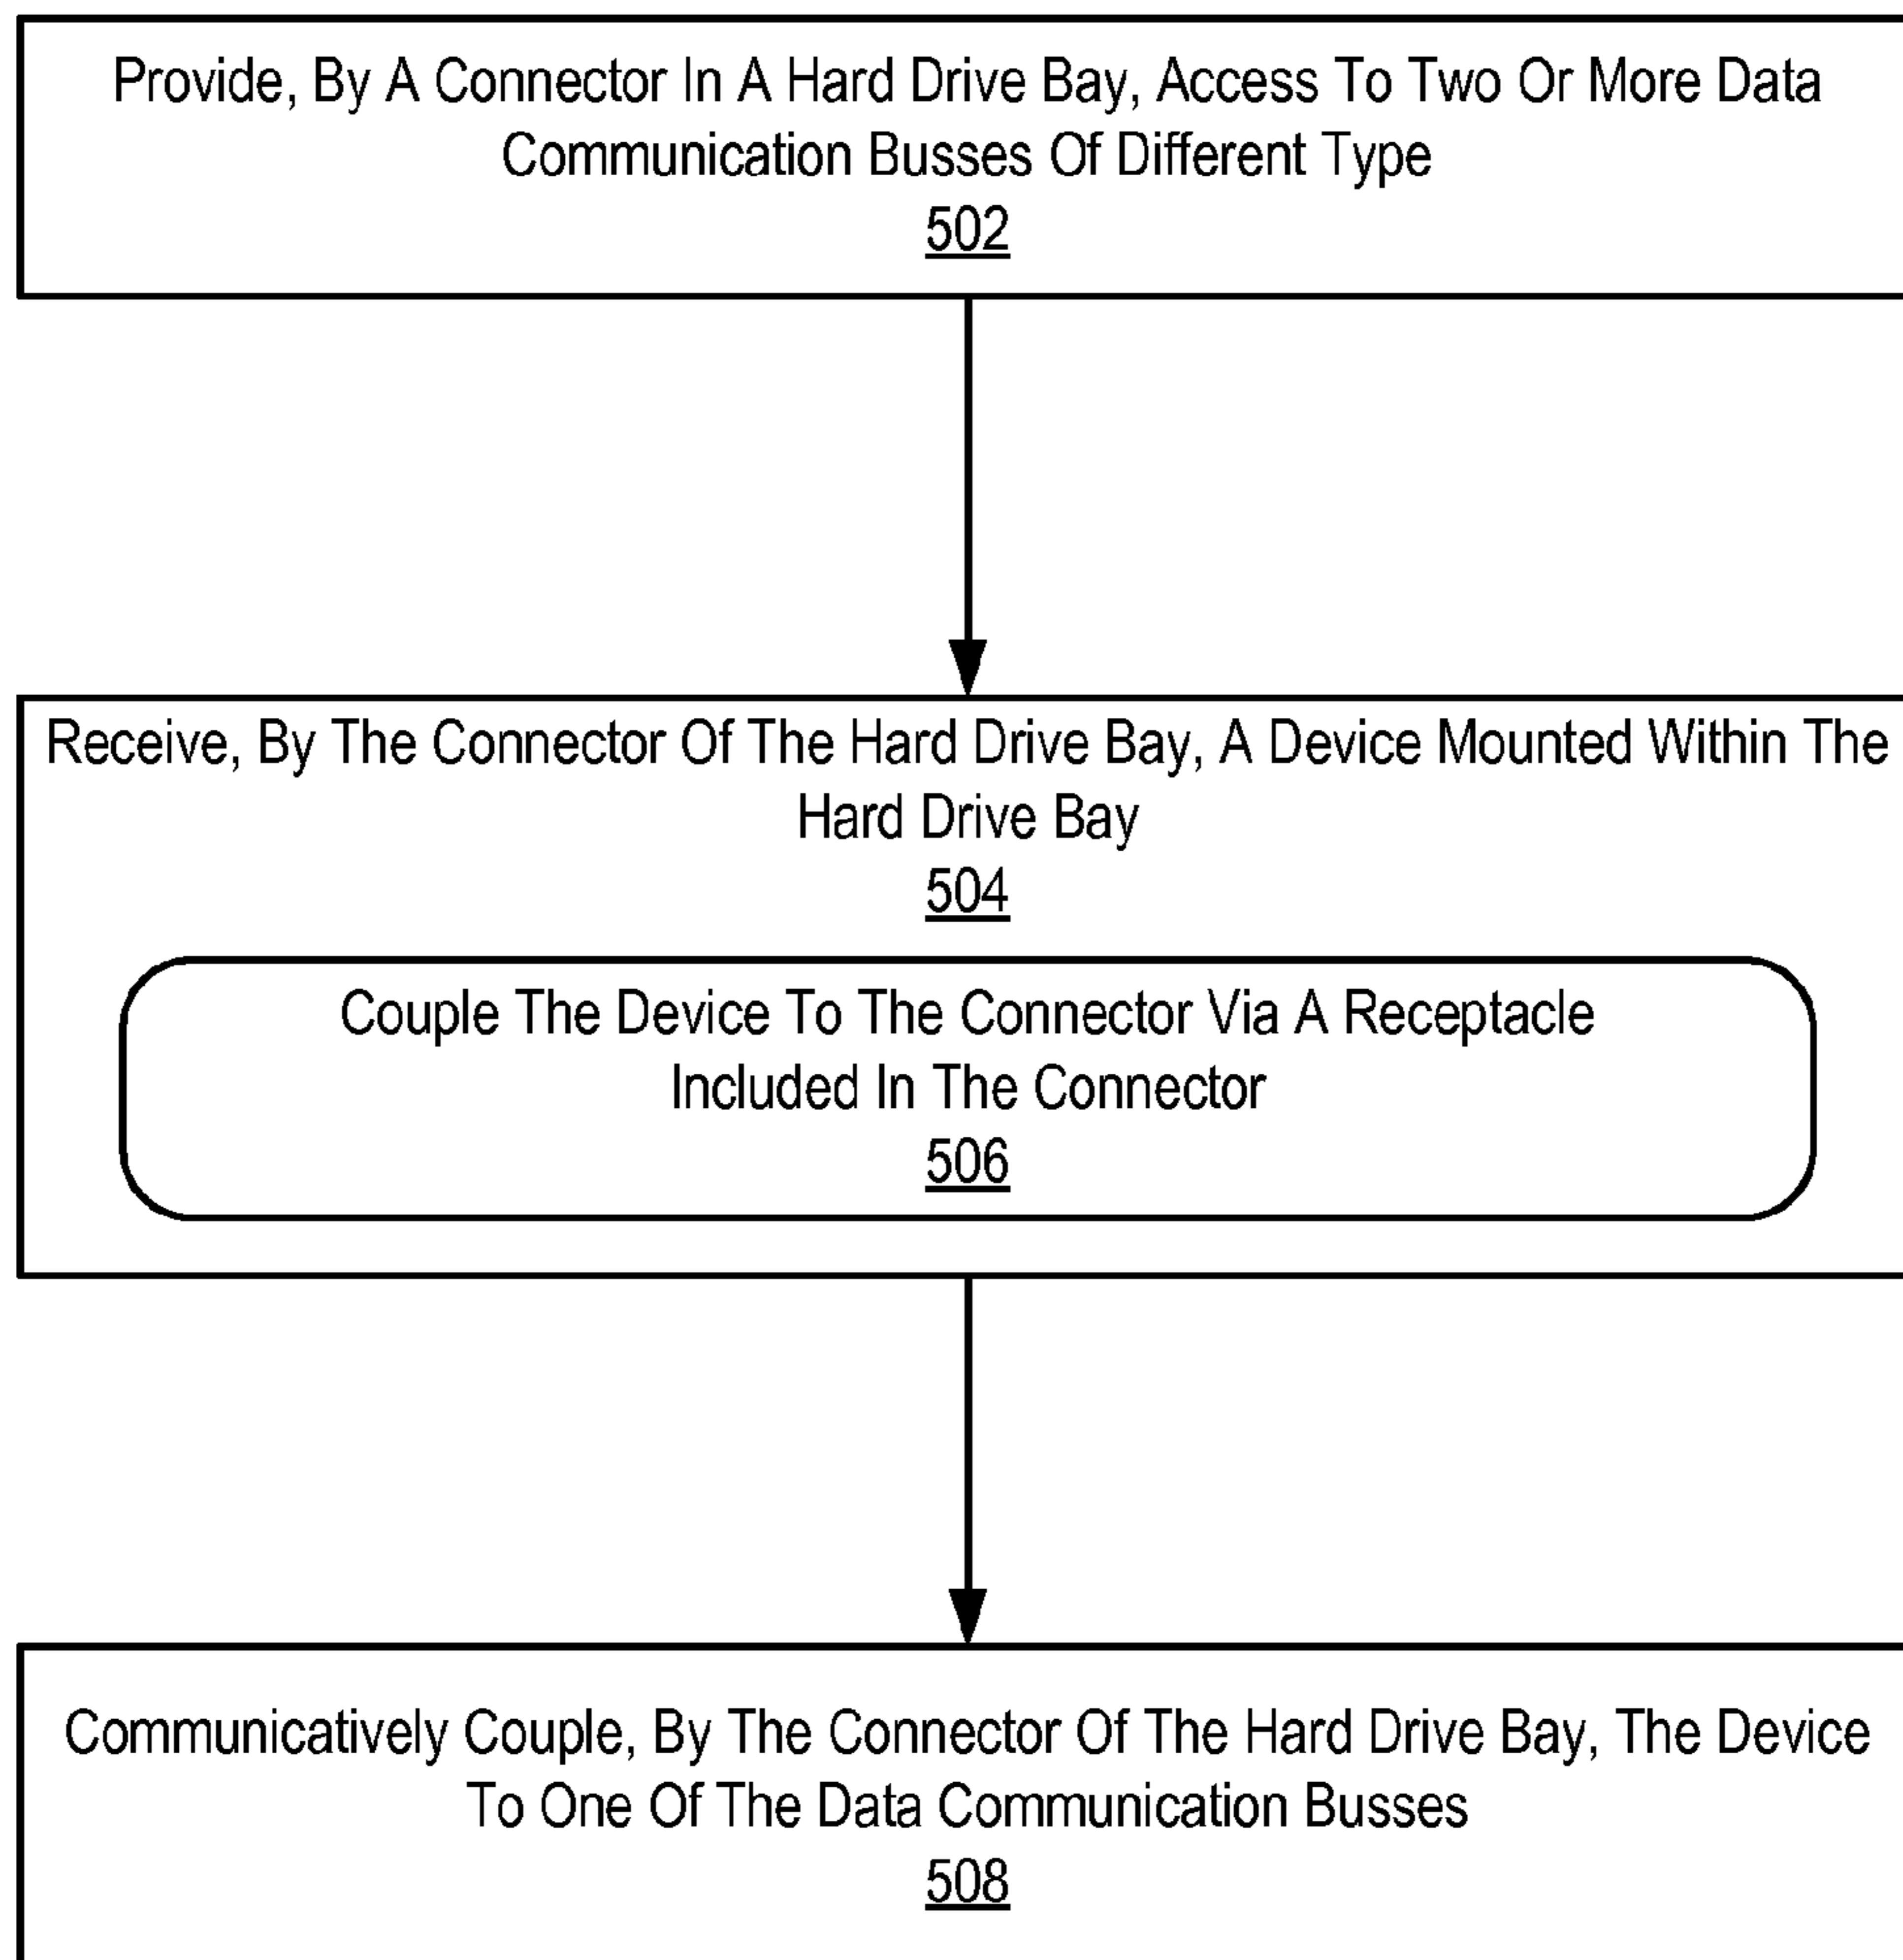 Provide, By A Connector In A Hard Drive Bay, Access To Two Or More Data
Communication Busses Of Different Type
502
Receive, By The Connector Of The Hard Drive Bay, A Device Mounted Within The
Hard Drive Bay
504
Couple The Device To The Connector Via A Receptacle
Included In The Connector
506
Communicatively Couple, By The Connector Of The Hard Drive Bay, The Device
To One Of The Data Communication Busses
508